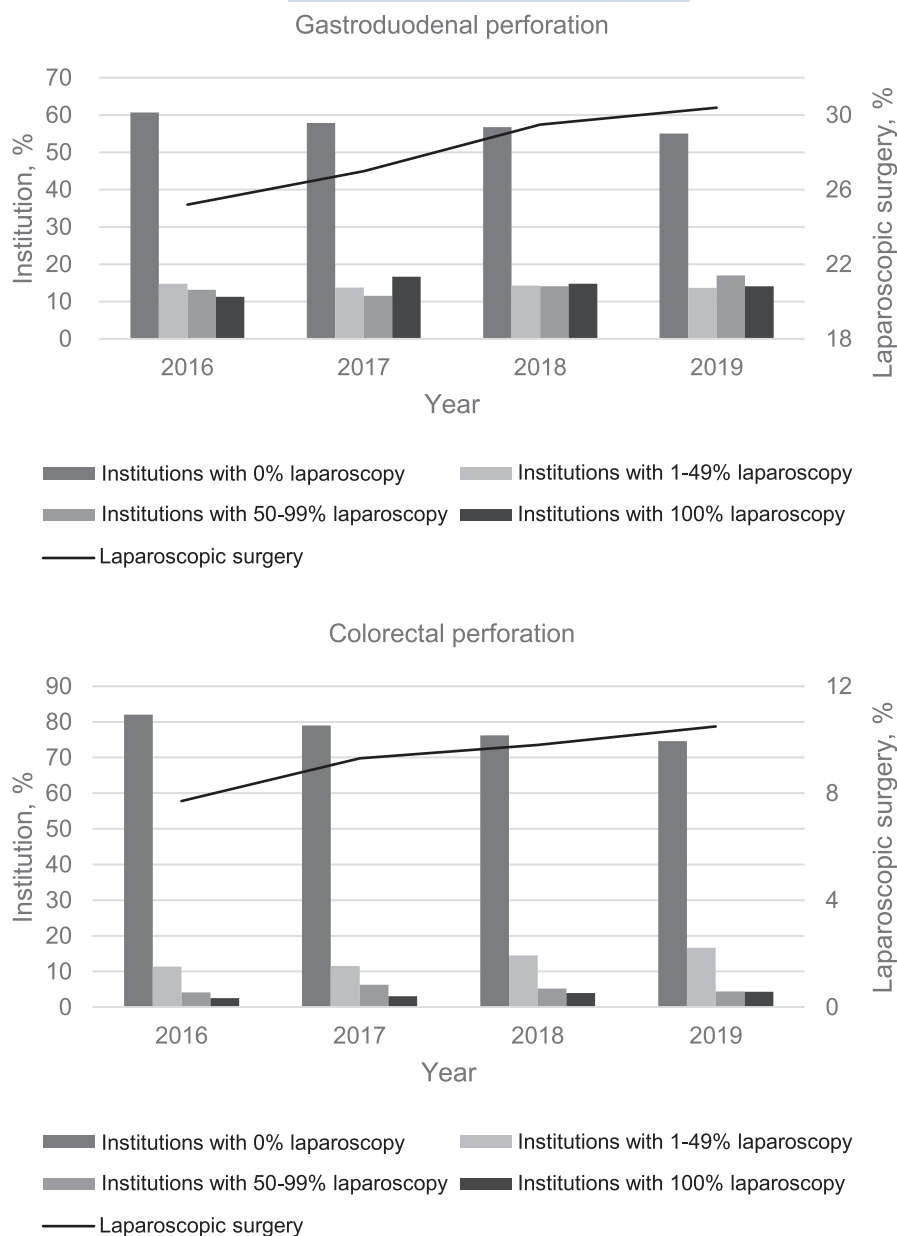 Gastroduodenal perforation
70
60
50
40
30
20
10
0
Institution, %
30
26
22
18
Laparoscopic surgery, %
2016 2017 2018 2019
Year
Institutions with 0% laparoscopy Institutions with 1-49% laparoscopy
Institutions with 50-99% laparoscopy Institutions with 100% laparoscopy
Laparoscopic surgery
Colorectal perforation
90
80
70
60
50
40
30
20
10
0
Institution, %
12
8
4
0
Laparoscopic surgery, %
2016 2017 2018 2019
Year
Institutions with 0% laparoscopy Institutions with 1-49% laparoscopy
Institutions with 50-99% laparoscopy Institutions with 100% laparoscopy
Laparoscopic surgery